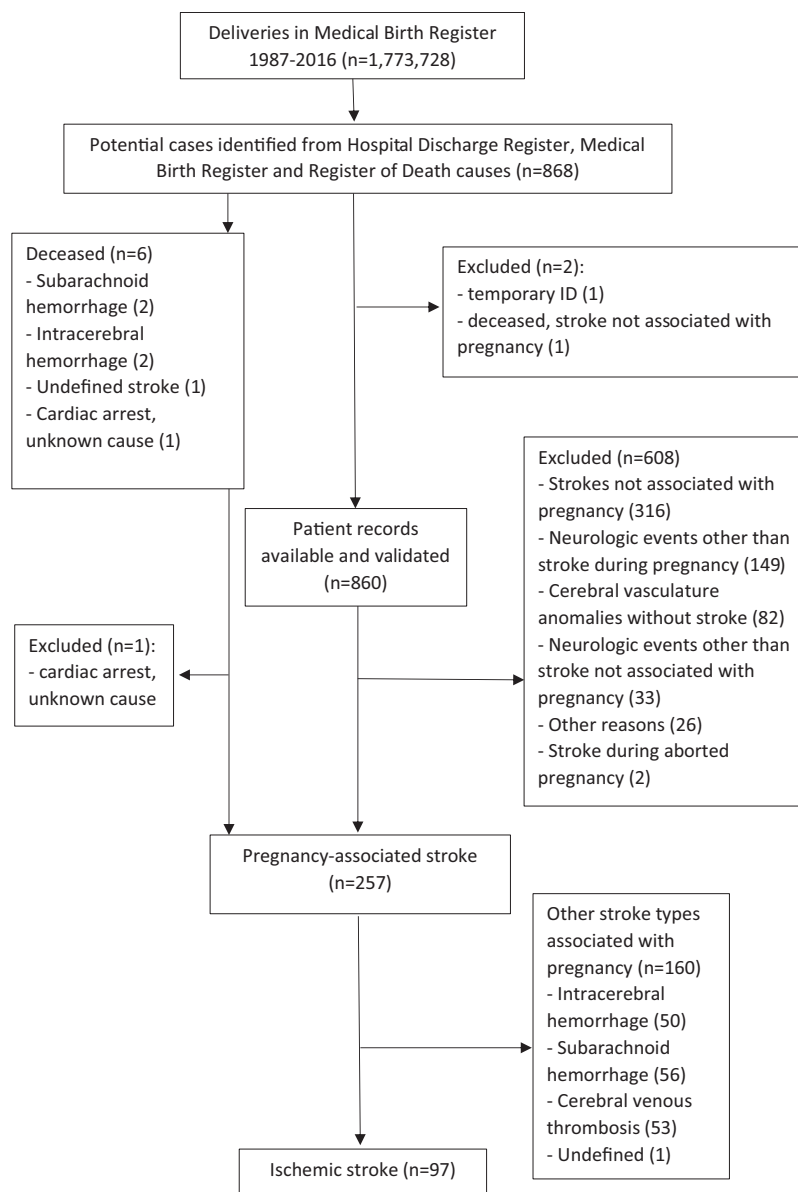 Deliveries in Medical Birth Register
1987-2016 (n=1,773,728)
Potential cases identified from Hospital Discharge Register, Medical
Birth Register and Register of Death causes (n=868)
Deceased (n=6)
- Subarachnoid
hemorrhage (2)
- Intracerebral
hemorrhage (2)
- Undefined stroke (1)
- Cardiac arrest,
unknown cause (1)
Excluded (n=2):
- temporary ID (1)
- deceased, stroke not associated with
pregnancy (1)
Patient records
available and validated
(n=860)
Excluded (n=608)
- Strokes not associated with
pregnancy (316)
- Neurologic events other than
stroke during pregnancy (149)
- Cerebral vasculature
anomalies without stroke (82)
- Neurologic events other than
stroke not associated with
pregnancy (33)
- Other reasons (26)
- Stroke during aborted
pregnancy (2)
Excluded (n=1):
- cardiac arrest,
unknown cause
Pregnancy-associated stroke
(n=257)
Other stroke types
associated with
pregnancy (n=160)
- Intracerebral
hemorrhage (50)
- Subarachnoid
hemorrhage (56)
- Cerebral venous
thrombosis (53)
- Undefined (1)
Ischemic stroke (n=97)